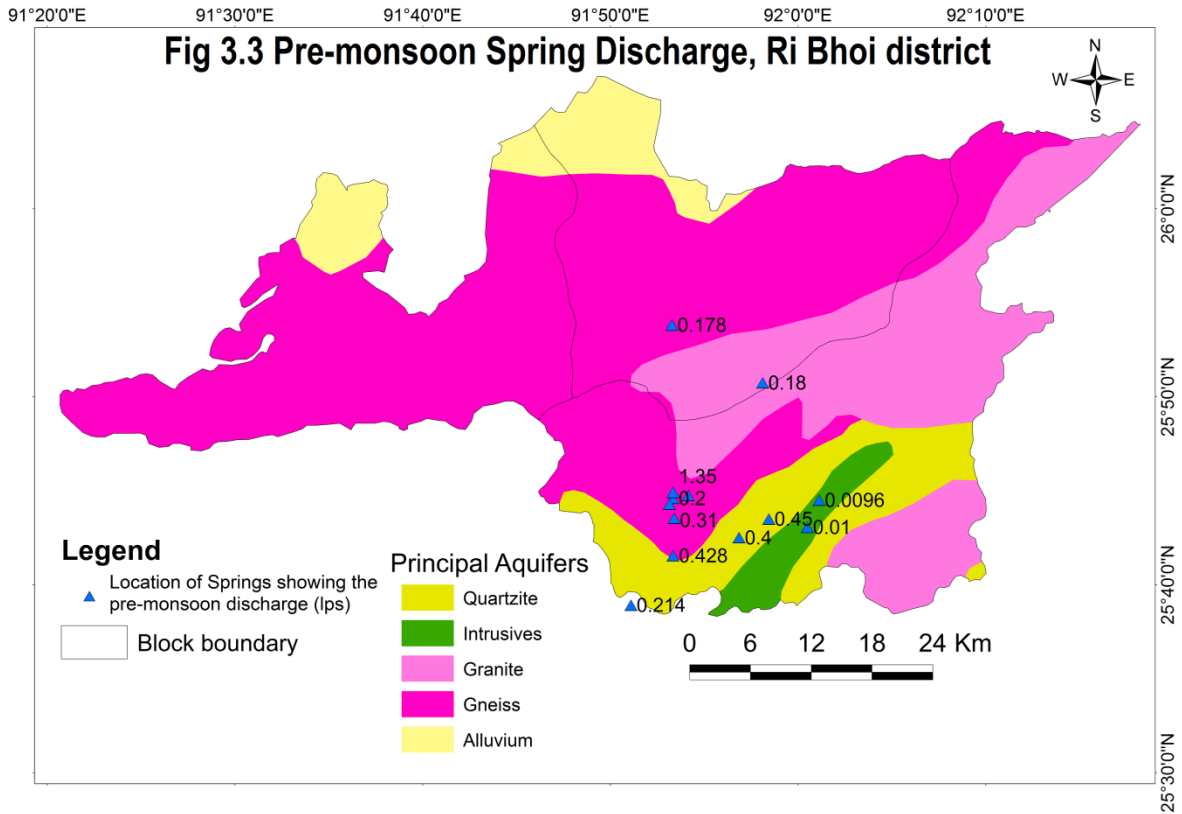 91°20'0"E 91°30'0"E 91°40'0"E 91°50'0"E 92°0'0"E 92°10'0"E
Fig 3.3 Pre-monsoon Spring Discharge, Ri Bhoi district
N
W E
S
26°0'0"N
0.178
0.18
25°50'0"N
1.35
0.2
0.0096
0.31
0.45
0.01
0.4
0.428
25°40'0"N
0.214
Legend
Location of Springs showing the
pre-monsoon discharge (lps)
Block boundary
Principal Aquifers
Quartzite
Intrusives
Granite
Gneiss
Alluvium
0 6 12 18 24 Km
25°30'0"N